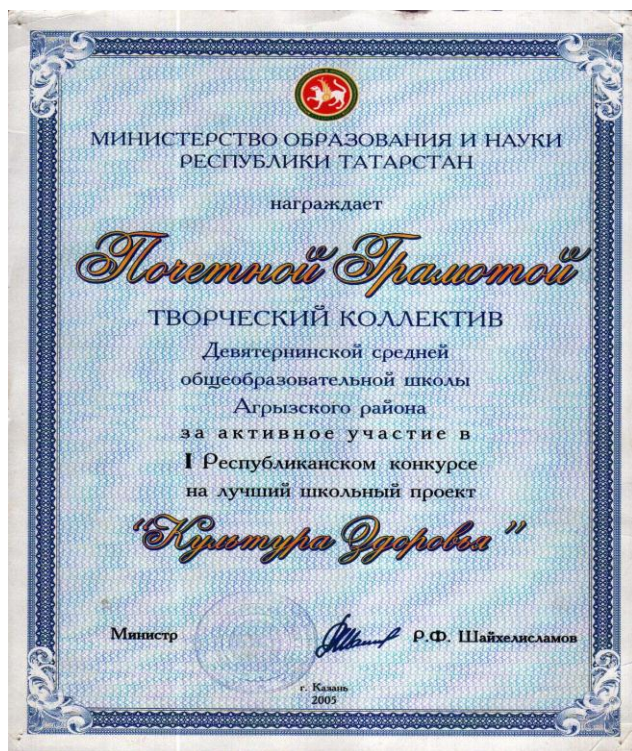 МИНИСТЕРСТВО ОБРАЗОВАНИЯ И НАУКИ
РЕСПУБЛИКИ ТАТАРСТАН
награждает
Почетной Грамотой
ТВОРЧЕСКИЙ КОЛЛЕКТИВ
Девятернинской средней
общеобразовательной школы
Агрызского района
за активное участие в
I Республиканском конкурсе
на лучший школьный проект
"Культура Здоровья"
Министр Р.Ф. Шайхелисламов
г. Казань
2005